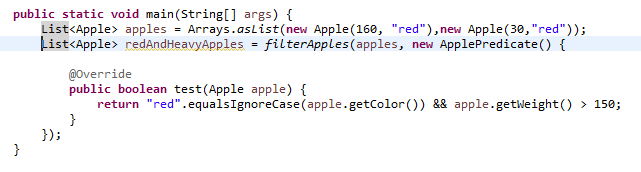 public static void main(String[] args) {
    List<Apple> apples = Arrays.asList(new Apple(160, "red"),new Apple(30,"red"));
    List<Apple> redAndHeavyApples = filterApples(apples, new ApplePredicate() {
        @Override
        public boolean test(Apple apple) {
            return "red".equalsIgnoreCase(apple.getColor()) && apple.getWeight() > 150;
        }
    });
}